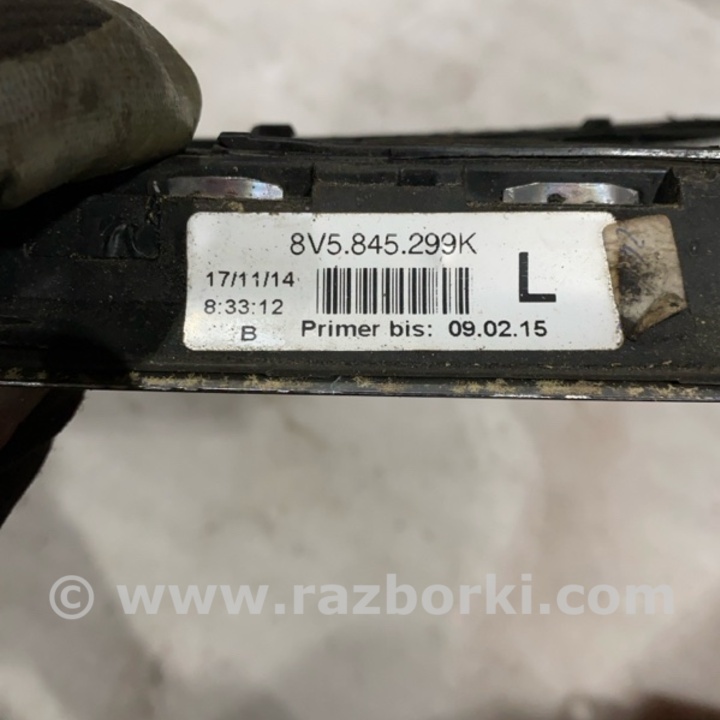 8V5.845.299K
17/11/14
8:33:12
B
L
Primer bis: 09.02.15
© www.razborki.com